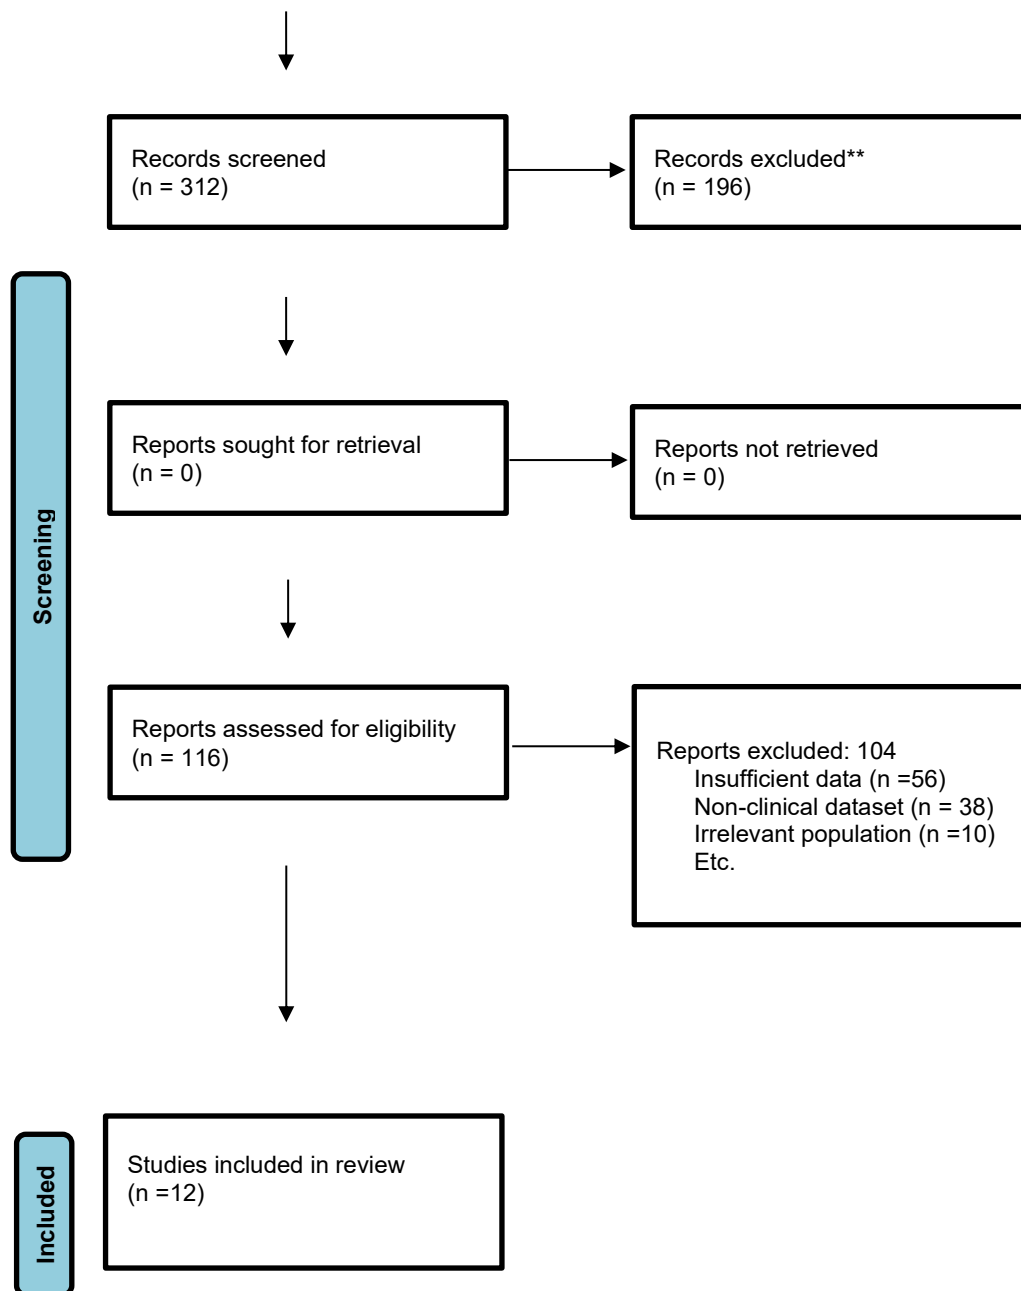 Records screened
(n = 312)
Records excluded**
(n = 196)
Screening
Reports sought for retrieval
(n = 0)
Reports not retrieved
(n = 0)
Reports assessed for eligibility
(n = 116)
Reports excluded: 104
Insufficient data (n =56)
Non-clinical dataset (n = 38)
Irrelevant population (n =10)
Etc.
Included
Studies included in review
(n =12)